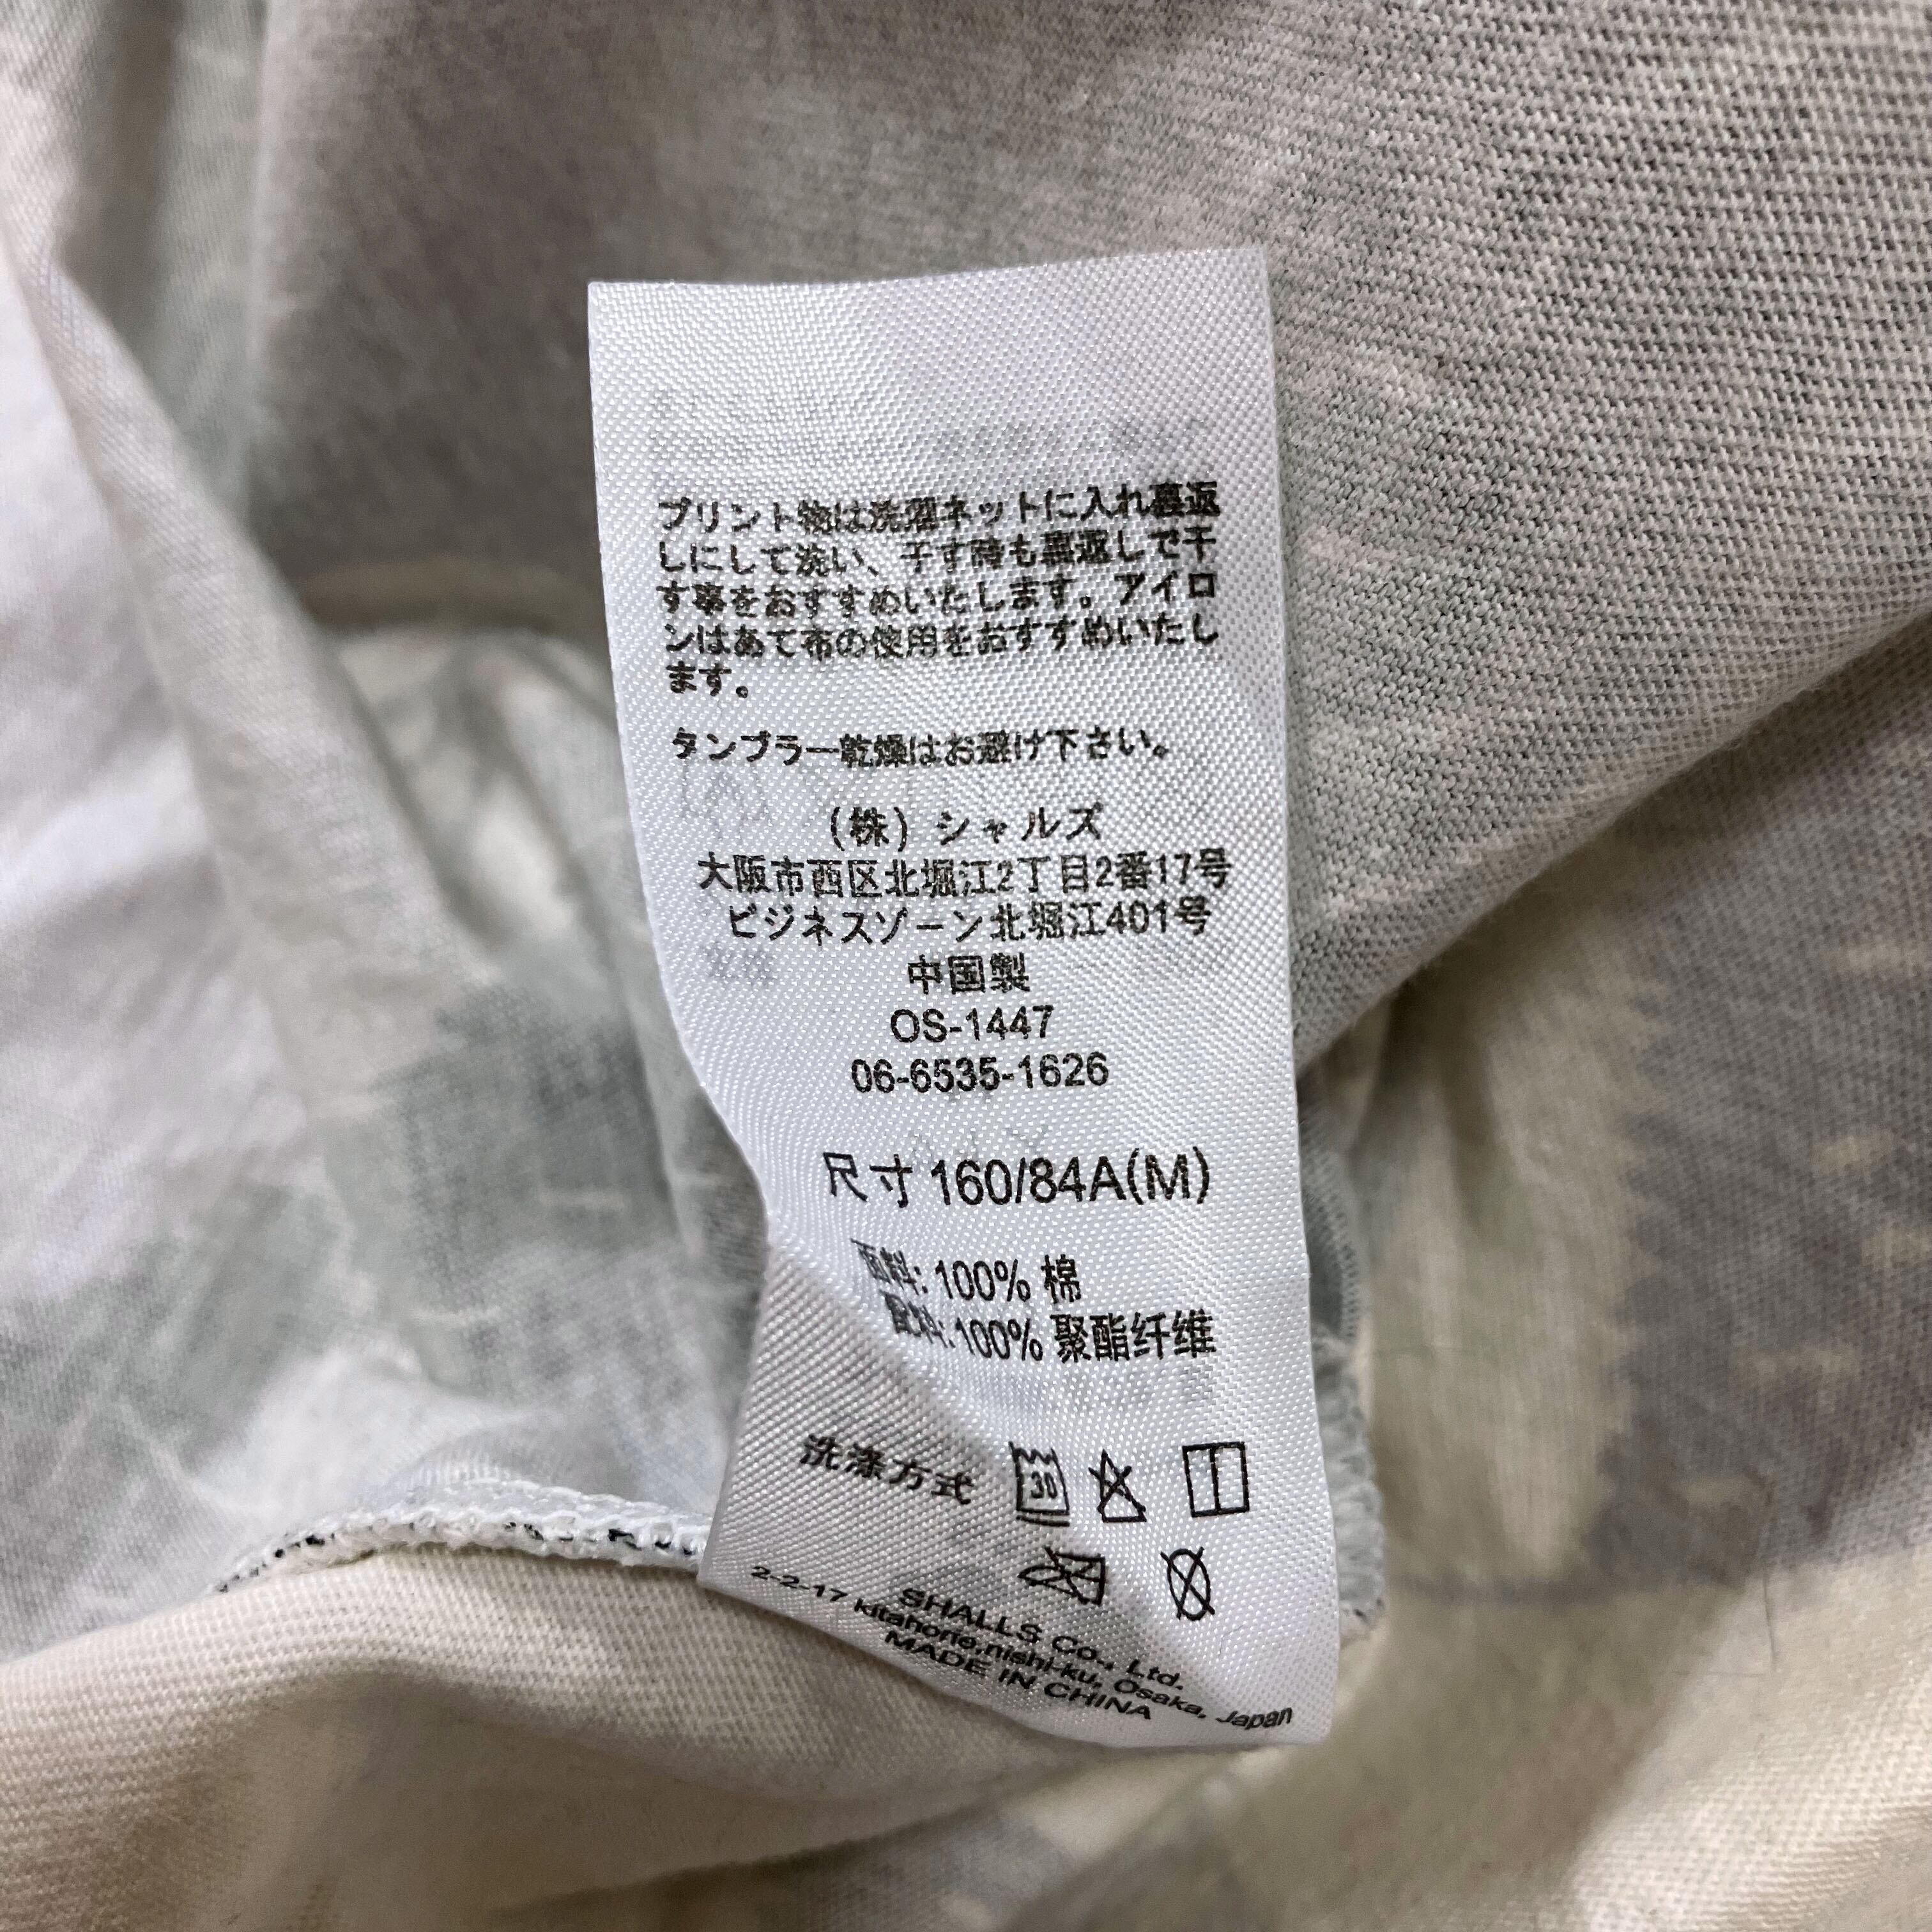 プリント物は洗濯ネットに入れ裏返
しにして洗い、干す時も裏返しで干
す事をおすすめいたします。アイロ
ンはあて布の使用をおすすめいたし
ます。
タンブラー乾燥はお避け下さい。
(株) シャルズ
大阪市西区北堀江2丁目2番17号
ビジネスゾーン北堀江401号
中国製
OS-1447
06-6535-1626
尺寸 160/84A(M)
面料: 100% 棉
配料: 100% 聚酯纤维
洗涤方式 30
SHALLS Co., Ltd.
2-2-17 kitahorie,nishi-ku, Osaka, Japan
MADE IN CHINA